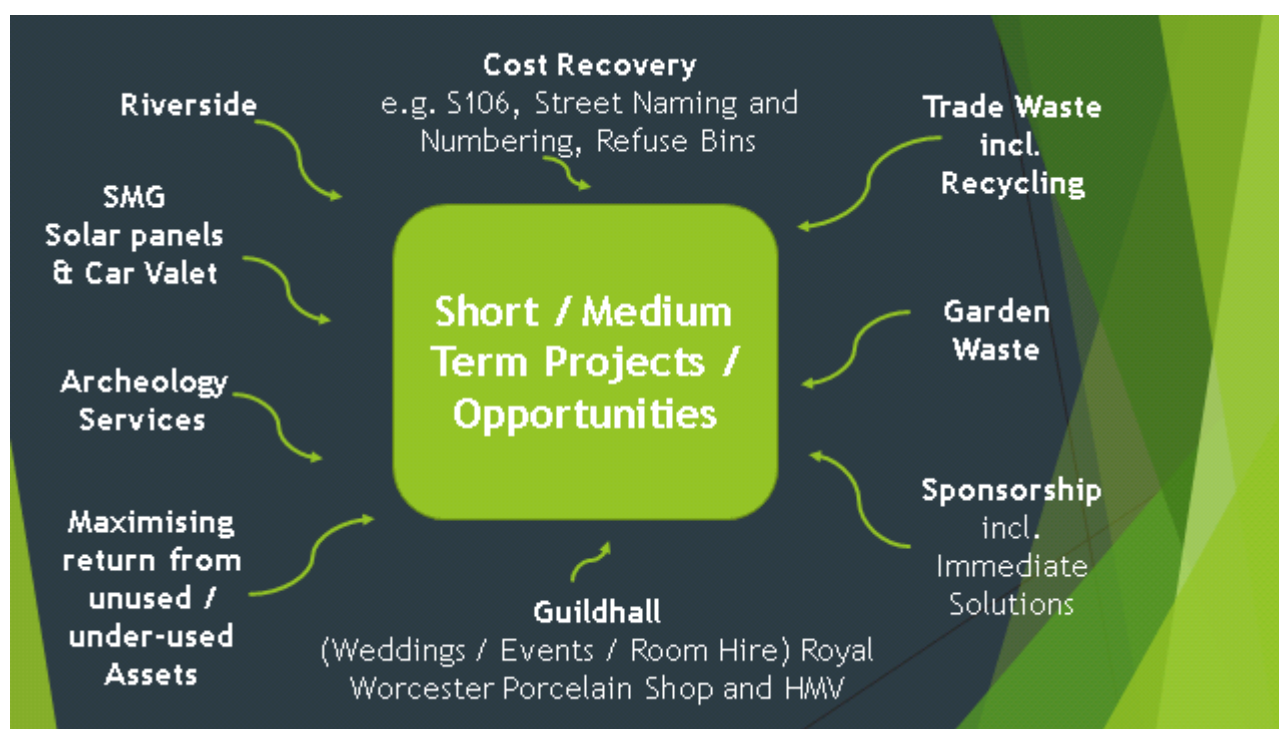 Cost Recovery
e.g. S106, Street Naming and
Numbering, Refuse Bins
Riverside
SMG
Solar panels
& Car Valet
Archeology
Services
Maximising
return from
unused /
under-used
Assets
Short / Medium
Term Projects /
Opportunities
Trade Waste
incl.
Recycling
Garden
Waste
Sponsorship
incl.
Immediate
Solutions
Guildhall
(Weddings / Events / Room Hire) Royal
Worcester Porcelain Shop and HMV